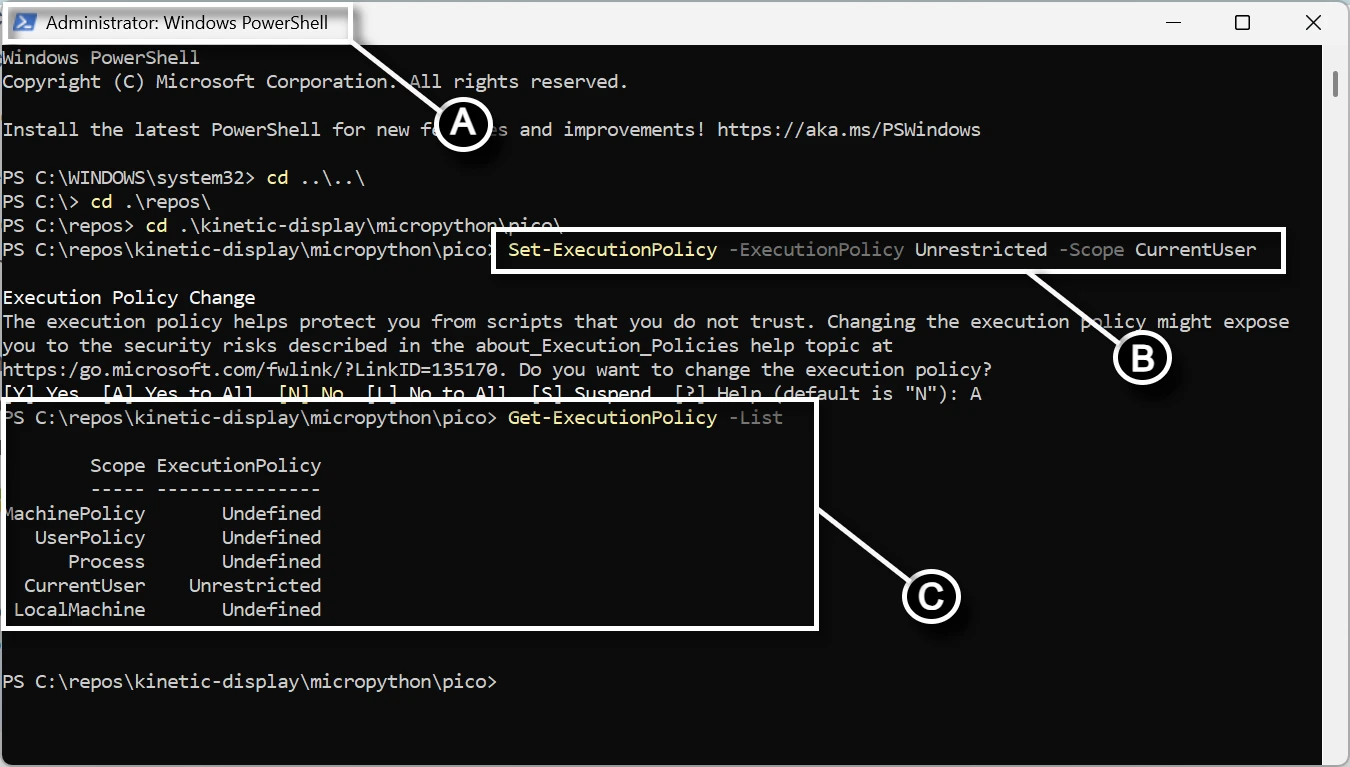 Administrator: Windows PowerShell
Windows PowerShell
Copyright (C) Microsoft Corporation. All rights reserved.
A
Install the latest PowerShell for new and improvements! https://aka.ms/PSWindows
PS C:\WINDOWS\system32> cd ..\..\
PS C:\> cd .\repos\
PS C:\repos> cd .\kinetic-display\micropython\pico\
PS C:\repos\kinetic-display\micropython\pico> Set-ExecutionPolicy -ExecutionPolicy Unrestricted -Scope CurrentUser
Execution Policy Change
The execution policy helps protect you from scripts that you do not trust. Changing the execution policy might expose
you to the security risks described in the about_Execution_Policies help topic at
B
https:/go.microsoft.com/fwlink/?LinkID=135170. Do you want to change the execution policy?
[Y] Yes  [A] Yes to All  [N] No  [L] No to All  [S] Suspend  [?] Help (default is "N"): A
PS C:\repos\kinetic-display\micropython\pico> Get-ExecutionPolicy -List
Scope ExecutionPolicy
----- ---------------
MachinePolicy Undefined
UserPolicy Undefined
Process Undefined
CurrentUser Unrestricted
C
LocalMachine Undefined
PS C:\repos\kinetic-display\micropython\pico>